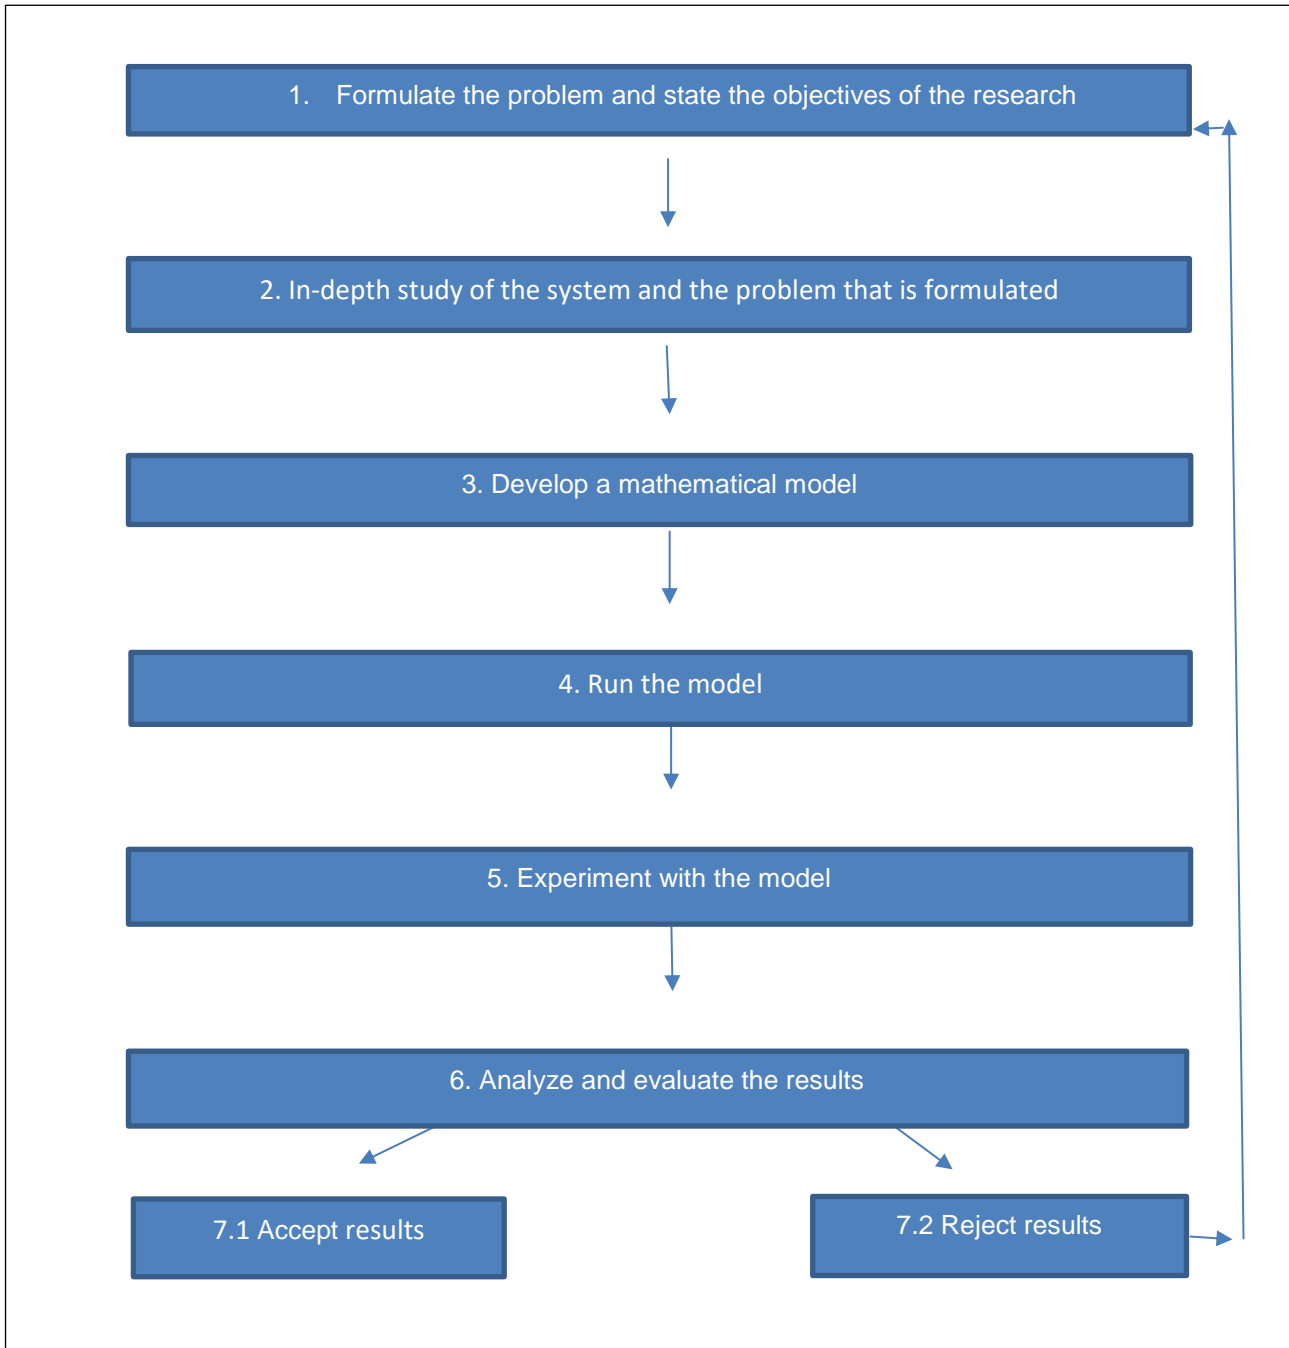 1. Formulate the problem and state the objectives of the research
2. In-depth study of the system and the problem that is formulated
3. Develop a mathematical model
4. Run the model
5. Experiment with the model
6. Analyze and evaluate the results
7.1 Accept results
7.2 Reject results